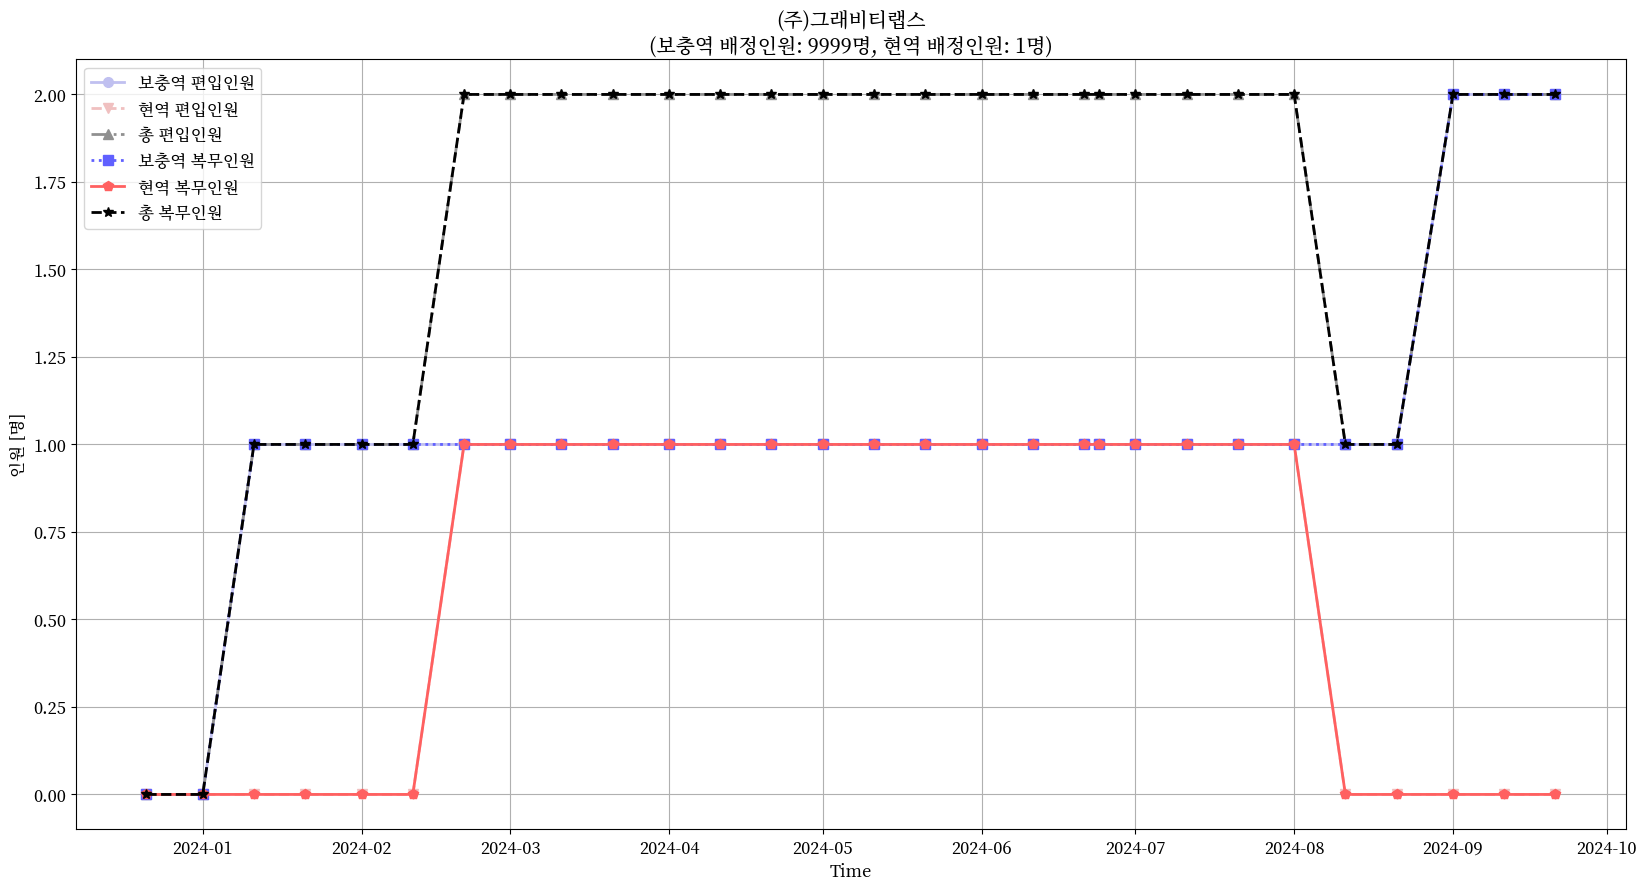 (주)그래비티랩스
(보충역 배정인원: 9999명, 현역 배정인원: 1명)
보충역 편입인원
현역 편입인원
총 편입인원
보충역 복무인원
현역 복무인원
총 복무인원
인원 [명]
2.00
1.75
1.50
1.25
1.00
0.75
0.50
0.25
0.00
2024-01 2024-02 2024-03 2024-04 2024-05 2024-06 2024-07 2024-08 2024-09 2024-10
Time